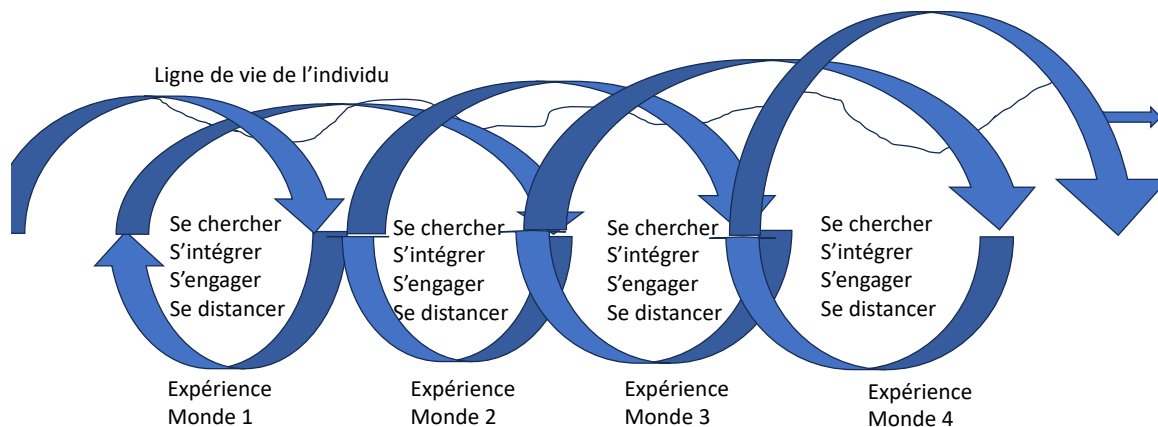 Ligne de vie de l’individu
Se chercher
S’intégrer
S’engager
Se distancer
Se chercher
S’intégrer
S’engager
Se distancer
Se chercher
S’intégrer
S’engager
Se distancer
Se chercher
S’intégrer
S’engager
Se distancer
Expérience
Monde 1
Expérience
Monde 2
Expérience
Monde 3
Expérience
Monde 4